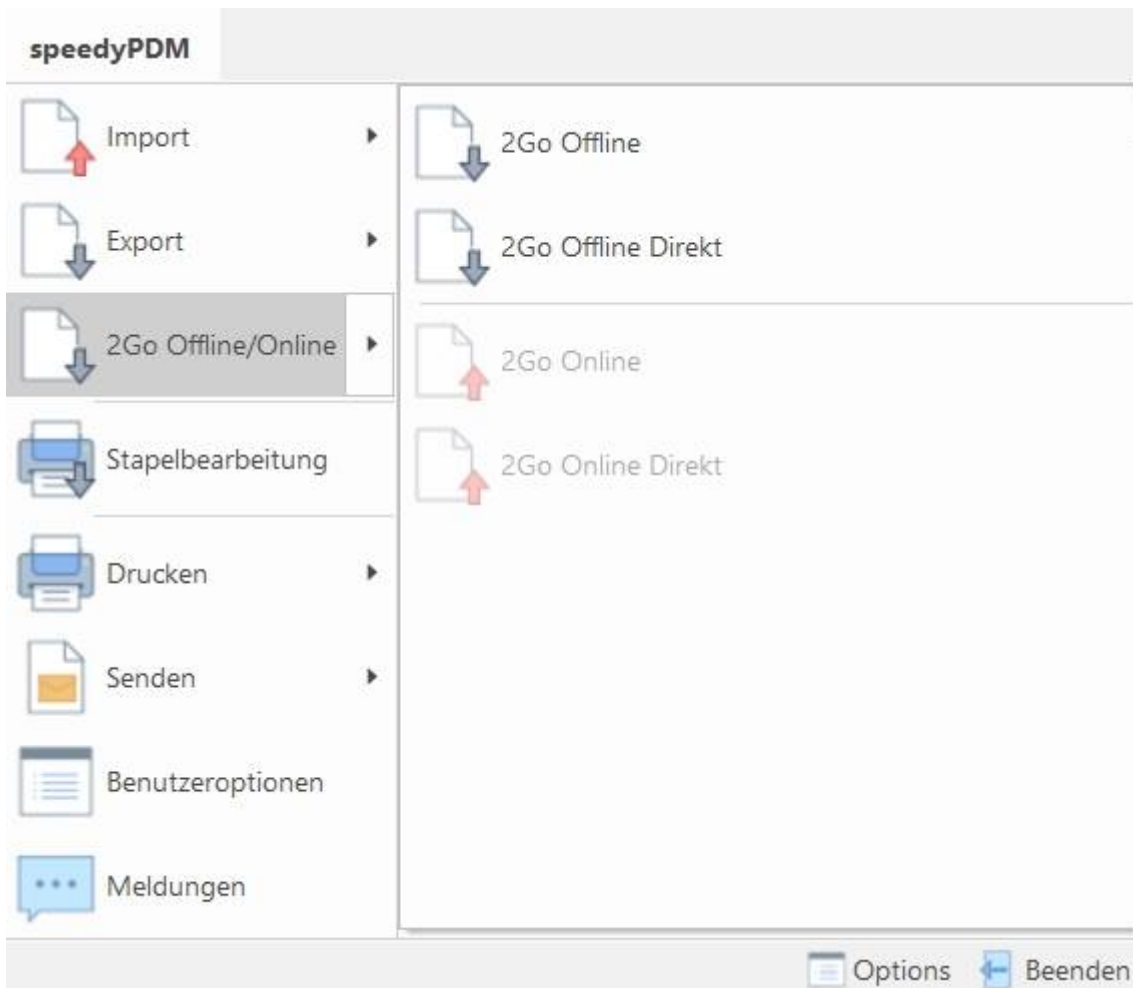 speedyPDM
Import
Export
2Go Offline/Online
Stapelbearbeitung
Drucken
Senden
Benutzeroptionen
Meldungen
2Go Offline
2Go Offline Direkt
2Go Online
2Go Online Direkt
Options
Beenden